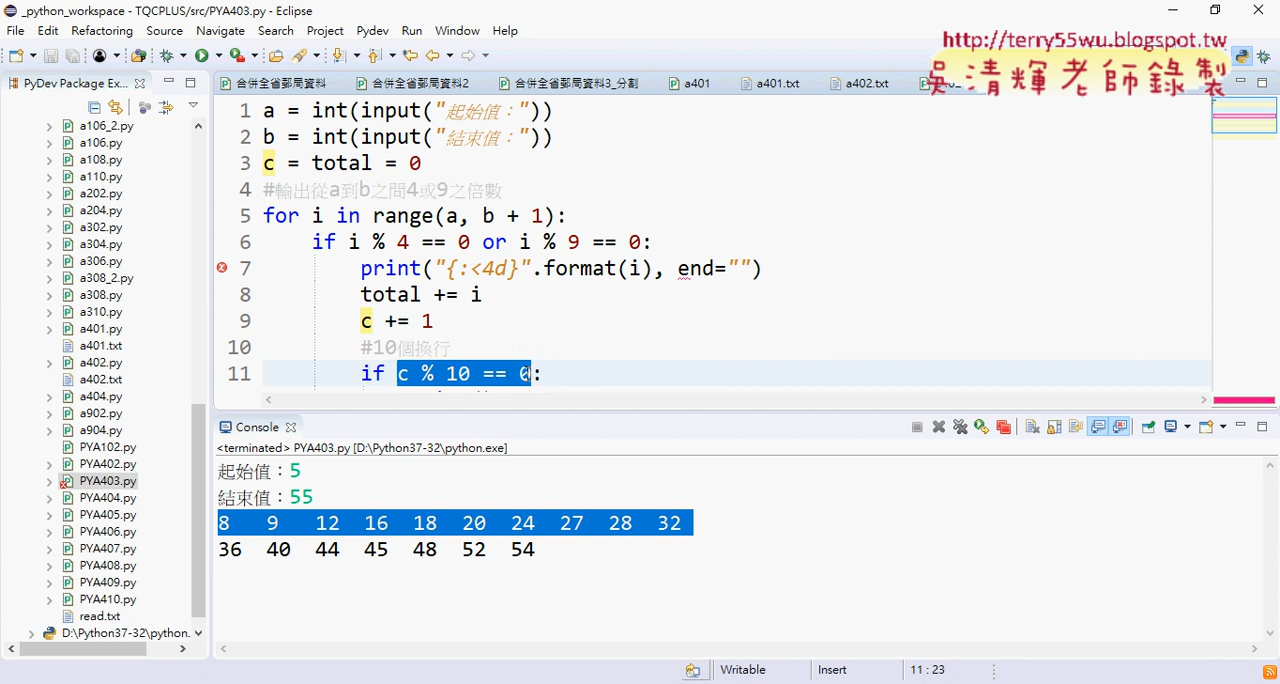 _python_workspace - TQCPLUS/src/PYA403.py - Eclipse
File Edit Refactoring Source Navigate Search Project Pydev Run Window Help
http://terry55wu.blogspot.tw
吳清輝老師錄製
PyDev Package Ex...
合併全省郵局資料 合併全省郵局資料2 合併全省郵局資料3_分割 a401 a401.txt a402.txt
a106_2.py
a106.py
a108.py
a110.py
a202.py
a204.py
a302.py
a304.py
a306.py
a308_2.py
a308.py
a310.py
a401.py
a401.txt
a402.py
a402.txt
a404.py
a902.py
a904.py
PYA102.py
PYA402.py
PYA403.py
PYA404.py
PYA405.py
PYA406.py
PYA407.py
PYA408.py
PYA409.py
PYA410.py
read.txt
D:\Python37-32\python.
1 a = int(input("起始值："))
2 b = int(input("結束值："))
3 c = total = 0
4 #輸出從a到b之間4或9之倍數
5 for i in range(a, b + 1):
6 if i % 4 == 0 or i % 9 == 0:
7 print("{:<4d}".format(i), end="")
8 total += i
9 c += 1
10 #10個換行
11 if c % 10 == 0:
Console
<terminated> PYA403.py [D:\Python37-32\python.exe]
起始值：5
結束值：55
8 9 12 16 18 20 24 27 28 32
36 40 44 45 48 52 54
Writable Insert 11 : 23